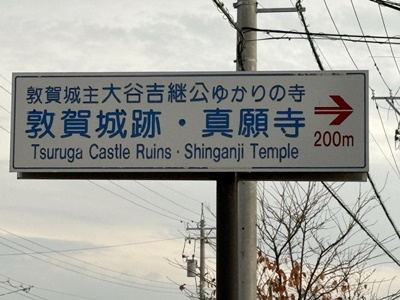 敦賀城主大谷吉継公ゆかりの寺
敦賀城跡・真願寺
200m
Tsuruga Castle Ruins · Shinganji Temple